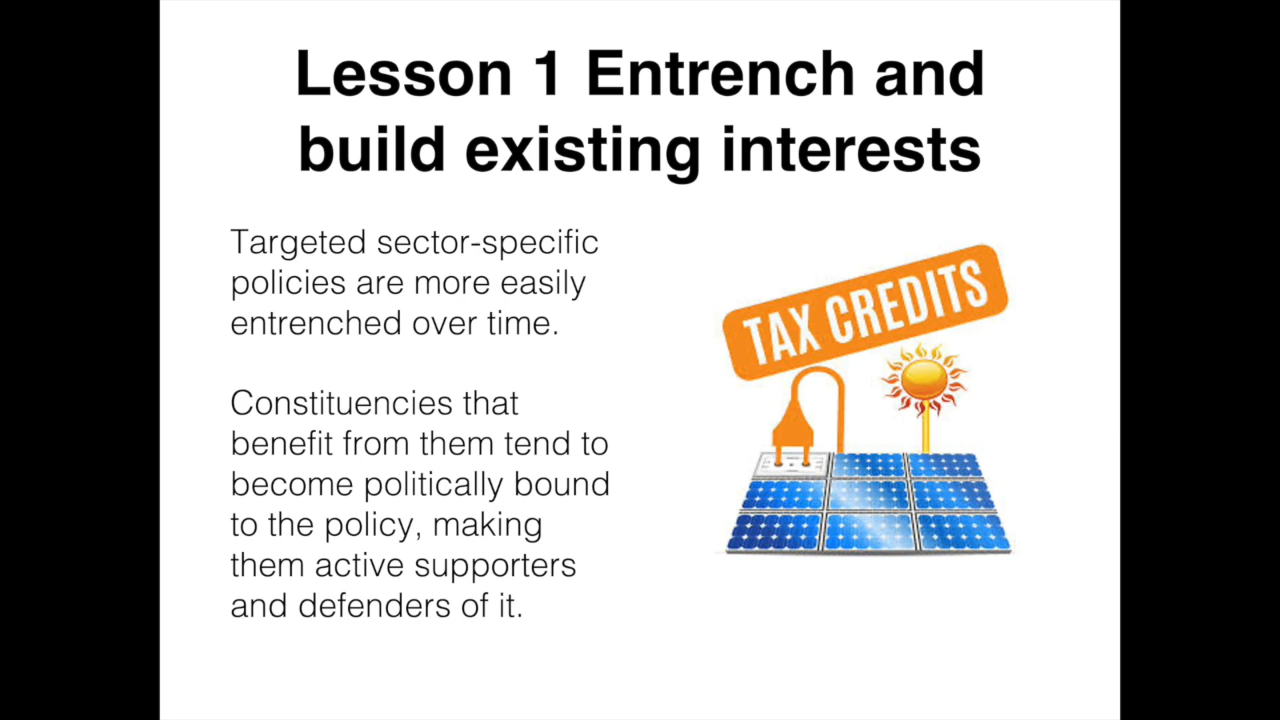 Lesson 1 Entrench and
build existing interests
Targeted sector-specific
policies are more easily
entrenched over time.
Constituencies that
benefit from them tend to
become politically bound
to the policy, making
them active supporters
and defenders of it.
TAX CREDITS